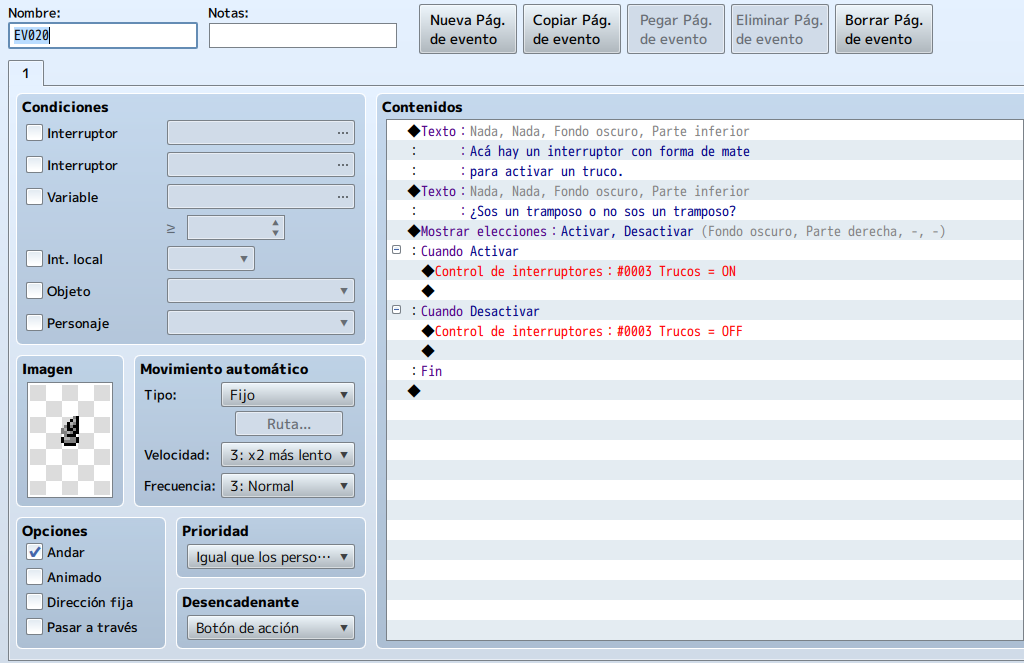 Nombre:
EV020
Notas:
Nueva Pág.
de evento
Copiar Pág.
de evento
Pegar Pág.
de evento
Eliminar Pág.
de evento
Borrar Pág.
de evento
1
Condiciones
Interruptor
...
Interruptor
...
Variable
...
≥
Int. local
Objeto
Personaje
Imagen
Movimiento automático
Tipo:
Fijo
Ruta...
Velocidad:
3: x2 más lento
Frecuencia:
3: Normal
Opciones
Andar
Animado
Dirección fija
Pasar a través
Prioridad
Igual que los perso···
Desencadenante
Botón de acción
Contenidos
◆Texto：Nada, Nada, Fondo oscuro, Parte inferior
：　　：Acá hay un interruptor con forma de mate
：　　：para activar un truco.
◆Texto：Nada, Nada, Fondo oscuro, Parte inferior
：　　：¿Sos un tramposo o no sos un tramposo?
◆Mostrar elecciones：Activar, Desactivar (Fondo oscuro, Parte derecha, -, -)
：Cuando Activar
◆Control de interruptores：#0003 Trucos = ON
◆
：Cuando Desactivar
◆Control de interruptores：#0003 Trucos = OFF
◆
：Fin
◆